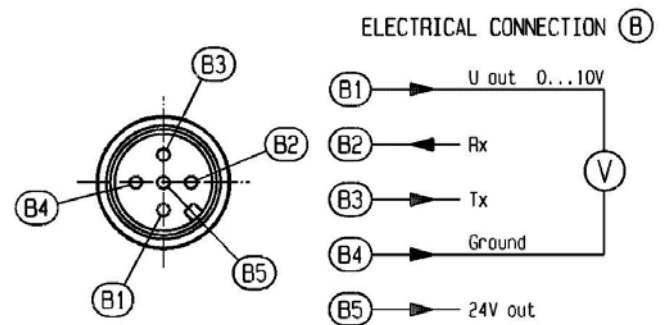 ELECTRICAL CONNECTION B
B3
B2
B4
B5
B1
B1 U out 0...10V
B2 Rx
B3 Tx
B4 Ground
B5 24V out
V